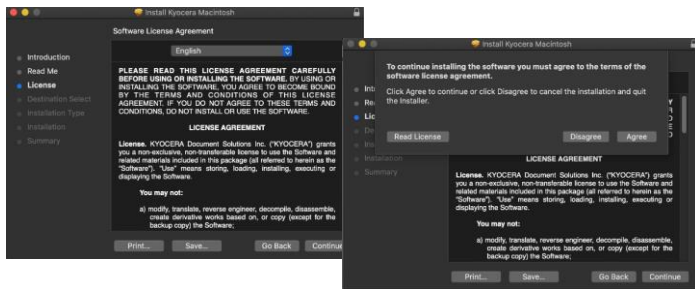 Install Kyocera Macintosh
Software License Agreement
English
Introduction
Read Me
License
Destination Select
Installation Type
Installation
Summary
PLEASE READ THIS LICENSE AGREEMENT CAREFULLY
BEFORE USING OR INSTALLING THE SOFTWARE. BY USING OR
INSTALLING THE SOFTWARE, YOU AGREE TO BECOME BOUND
BY THE TERMS AND CONDITIONS OF THIS LICENSE
AGREEMENT. IF YOU DO NOT AGREE TO THESE TERMS AND
CONDITIONS, DO NOT INSTALL OR USE THE SOFTWARE.
LICENSE AGREEMENT
License. KYOCERA Document Solutions Inc. ("KYOCERA") grants
you a non-exclusive, non-transferable license to use the Software and
related materials included in this package (all referred to herein as the
"Software"). "Use" means storing, loading, installing, executing or
displaying the Software.
You may not:
a) modify, translate, reverse engineer, decompile, disassemble,
create derivative works based on, or copy (except for the
backup copy) the Software;
Print...
Save...
Go Back
Continue
Install Kyocera Macintosh
To continue installing the software you must agree to the terms of the
software license agreement.
Click Agree to continue or click Disagree to cancel the installation and quit
the Installer.
Read License
Disagree
Agree
Installation
Summary
LICENSE AGREEMENT
License. KYOCERA Document Solutions Inc. ("KYOCERA") grants
you a non-exclusive, non-transferable license to use the Software and
related materials included in this package (all referred to herein as the
"Software"). "Use" means storing, loading, installing, executing or
displaying the Software.
You may not:
a) modify, translate, reverse engineer, decompile, disassemble,
create derivative works based on, or copy (except for the
backup copy) the Software;
Print...
Save...
Go Back
Continue